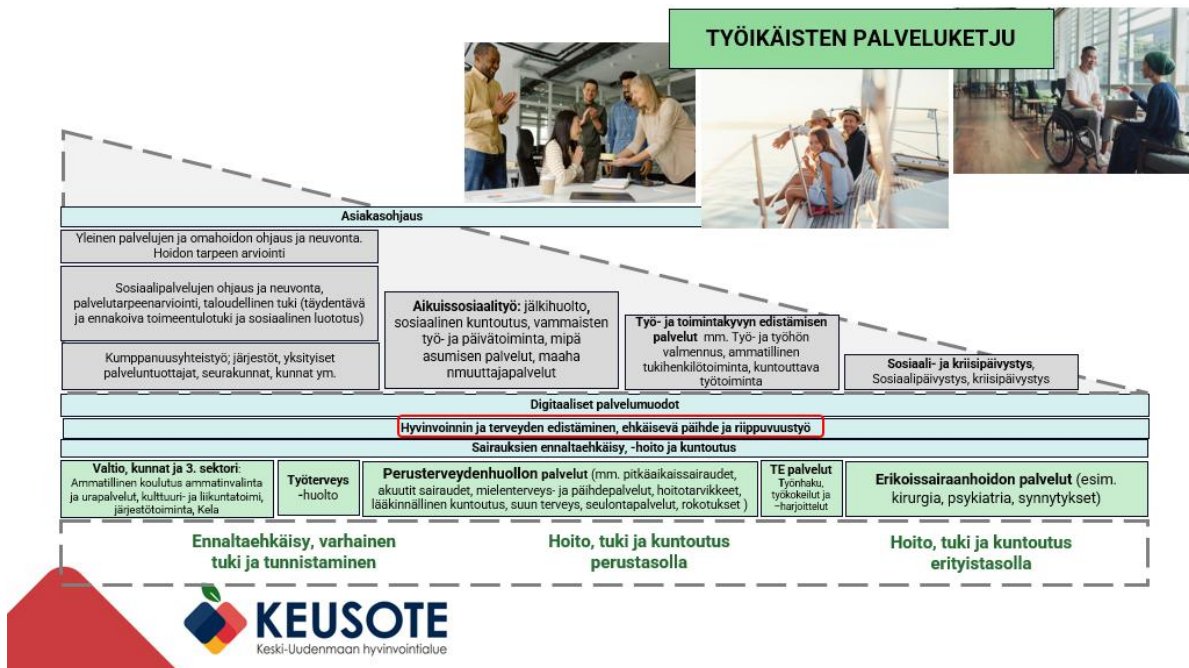 TYÖIKÄISTEN PALVELUKETJU
Asiakasohjaus
Yleinen palvelujen ja omahoidon ohjaus ja neuvonta.
Hoidon tarpeen arviointi
Sosiaalipalvelujen ohjaus ja neuvonta,
palvelutarpeenarviointi, taloudellinen tuki (täydentävä
ja ennakoiva toimeentulotuki ja sosiaalinen luototus)
Kumppanuusyhteistyö; järjestöt, yksityiset
palveluntuottajat, seurakunnat, kunnat ym.
Aikuissosiaalityö: jälkihuolto,
sosiaalinen kuntoutus, vammaisten
työ- ja päivätoiminta, mipä
asumisen palvelut, maaha
nmuuttajapalvelut
Työ- ja toimintakyvyn edistämisen
palvelut mm. Työ- ja työhön
valmennus, ammatillinen
tukihenkilötoiminta, kuntouttava
työtoiminta
Sosiaali- ja kriisipäivystys,
Sosiaalipäivystys, kriisipäivystys
Digitaaliset palvelumuodot
Hyvinvoinnin ja terveyden edistäminen, ehkäisevä päihde ja riippuvuustyö
Sairauksien ennaltaehkäisy, -hoito ja kuntoutus
Valtio, kunnat ja 3. sektori:
Ammatillinen koulutus ammatinvalinta
ja urapalvelut, kulttuuri- ja liikuntatoimi,
järjestötoiminta, Kela
Työterveys
-huolto
Perusterveydenhuollon palvelut (mm. pitkäaikaissairaudet,
akuutit sairaudet, mielenterveys- ja päihdepalvelut, hoitotarvikkeet,
lääkinnällinen kuntoutus, suun terveys, seulontapalvelut, rokotukset )
TE palvelut
Työnhaku,
työkokeilut ja
-harjoittelut
Erikoissairaanhoidon palvelut (esim.
kirurgia, psykiatria, synnytykset)
Ennaltaehkäisy, varhainen
tuki ja tunnistaminen
Hoito, tuki ja kuntoutus
perustasolla
Hoito, tuki ja kuntoutus
erityistasolla
KEUSOTE
Keski-Uudenmaan hyvinvointialue